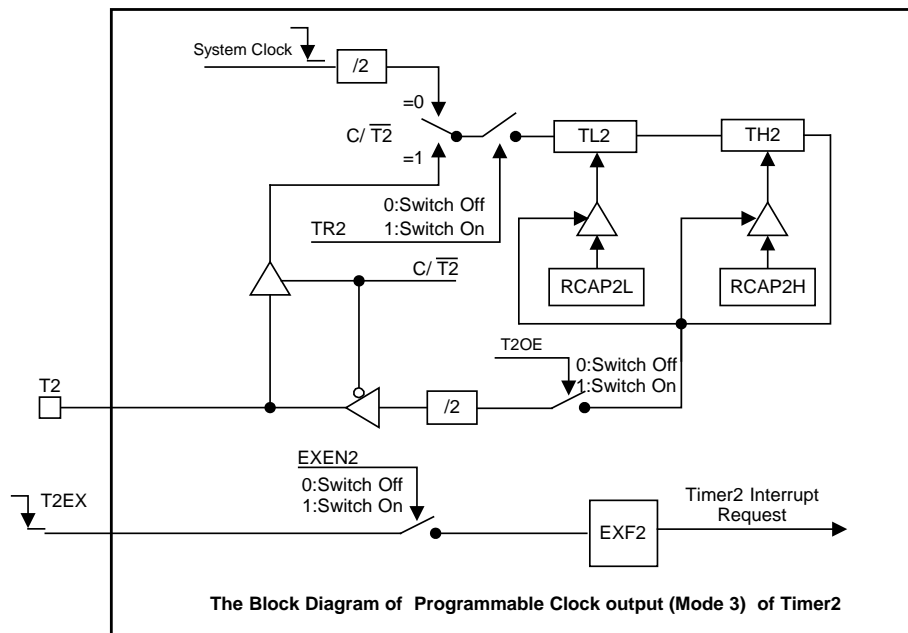 System Clock
/2
=0
C/ T2
=1
TL2
TH2
0:Switch Off
TR2
1:Switch On
C/ T2
RCAP2L
RCAP2H
T2OE
0:Switch Off
1:Switch On
T2
/2
EXEN2
0:Switch Off
1:Switch On
T2EX
EXF2
Timer2 Interrupt
Request
The Block Diagram of Programmable Clock output (Mode 3) of Timer2